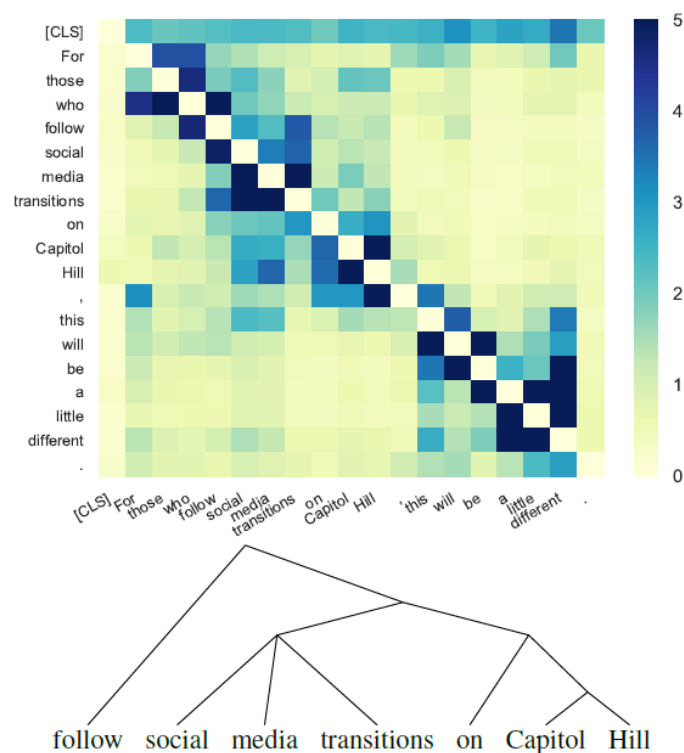 [CLS]
For
those
who
follow
social
media
transitions
on
Capitol
Hill
,
this
will
be
a
little
different
.
5
4
3
2
1
0
[CLS] For those who follow social media transitions on Capitol Hill , this will be a little different .
follow social media transitions on Capitol Hill